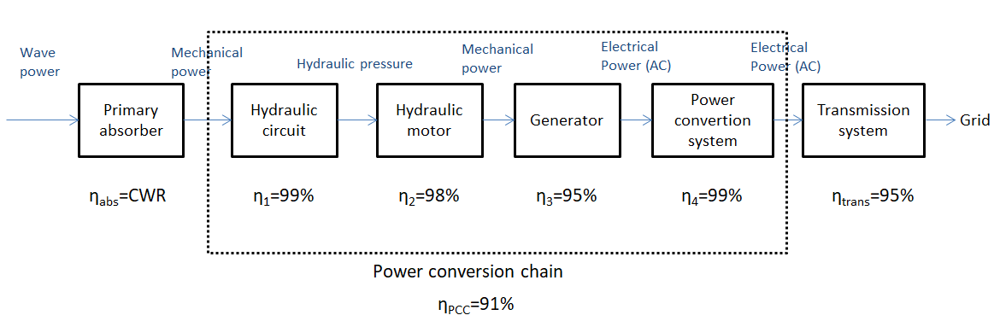 Wave
power
Mechanical
power
Hydraulic pressure
Mechanical
power
Electrical
Power (AC)
Electrical
Power (AC)
Primary
absorber
Hydraulic
circuit
Hydraulic
motor
Generator
Power
convertion
system
Transmission
system
Grid
ηabs=CWR
η1=99%
η2=98%
η3=95%
η4=99%
ηtrans=95%
Power conversion chain
ηPCC=91%